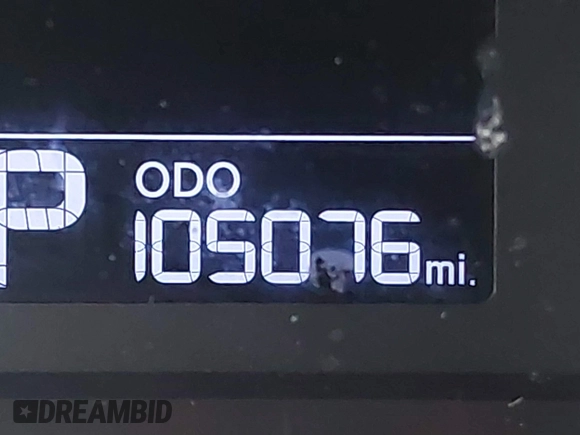 P
ODO
105076 mi.
DREAMBID